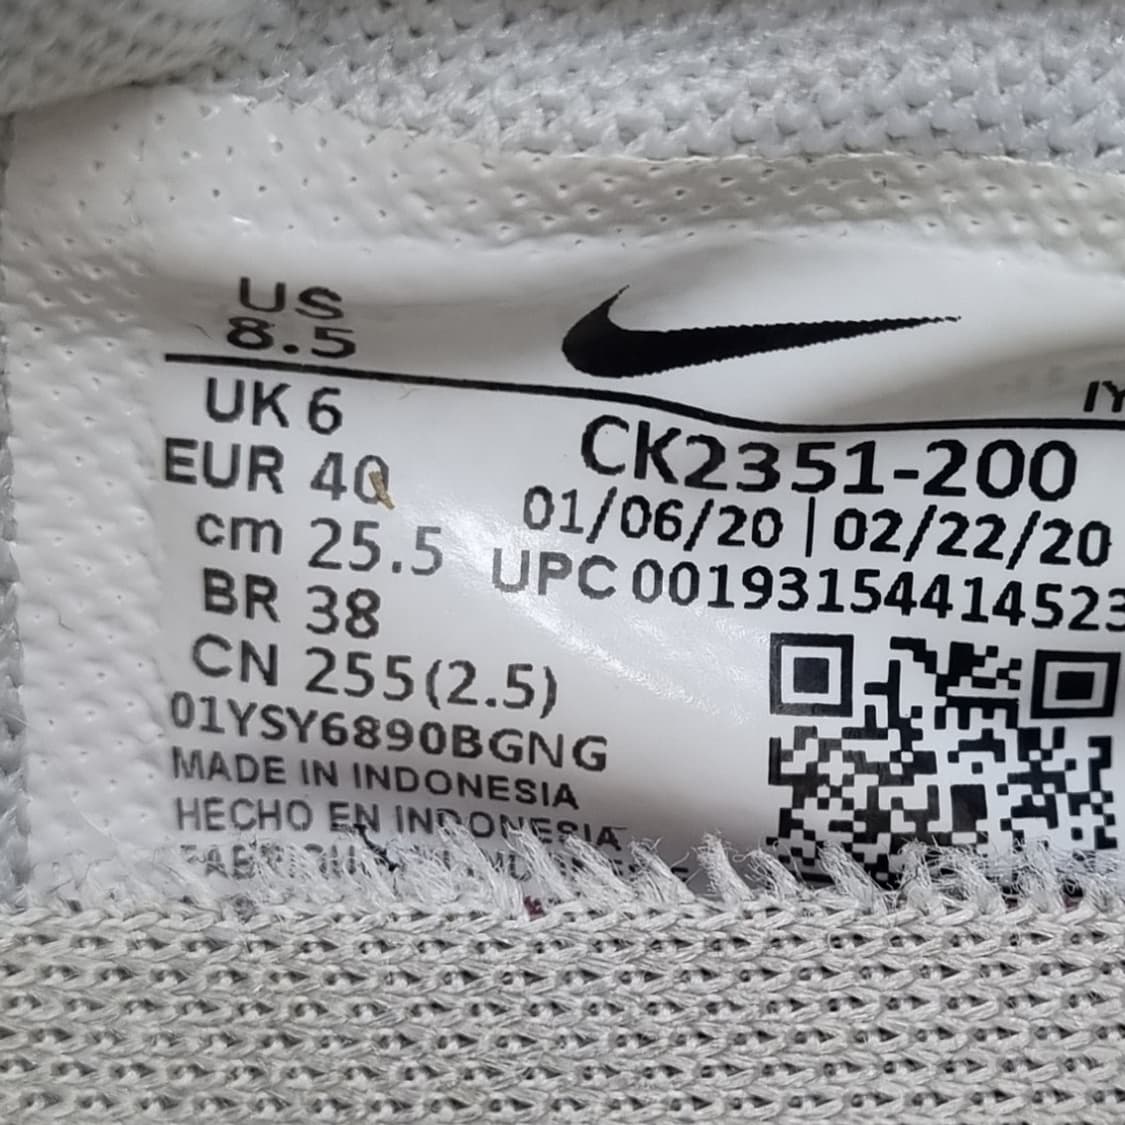 US
8.5
UK 6
EUR 40
cm 25.5
BR 38
CN 255(2.5)
01YSY6890BGNG
MADE IN INDONESIA
HECHO EN INDONESIA
IY
CK2351-200
01/06/20 | 02/22/20
UPC 00193154414523